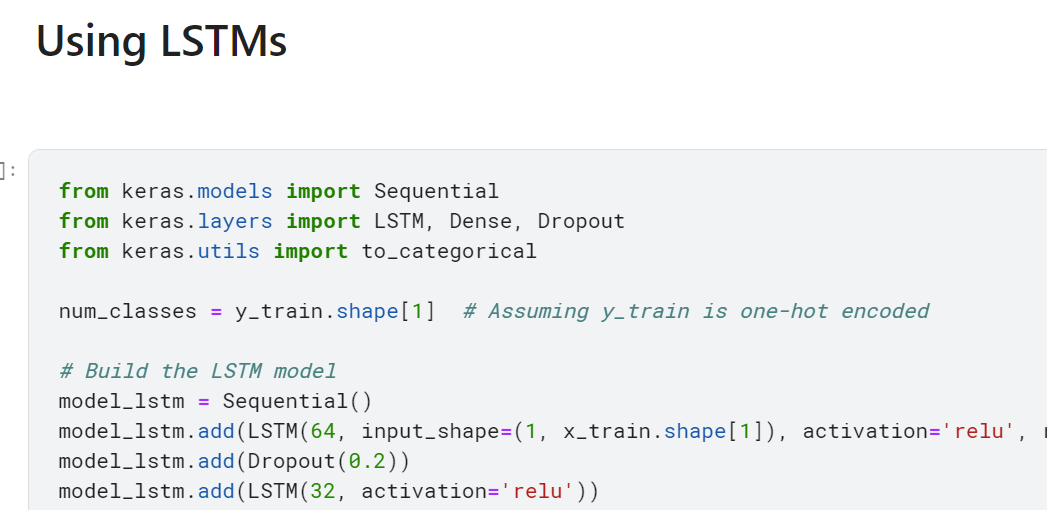 Using LSTMs
]:
from keras.models import Sequential
from keras.layers import LSTM, Dense, Dropout
from keras.utils import to_categorical
num_classes = y_train.shape[1]  # Assuming y_train is one-hot encoded
# Build the LSTM model
model_lstm = Sequential()
model_lstm.add(LSTM(64, input_shape=(1, x_train.shape[1]), activation='relu',
model_lstm.add(Dropout(0.2))
model_lstm.add(LSTM(32, activation='relu'))